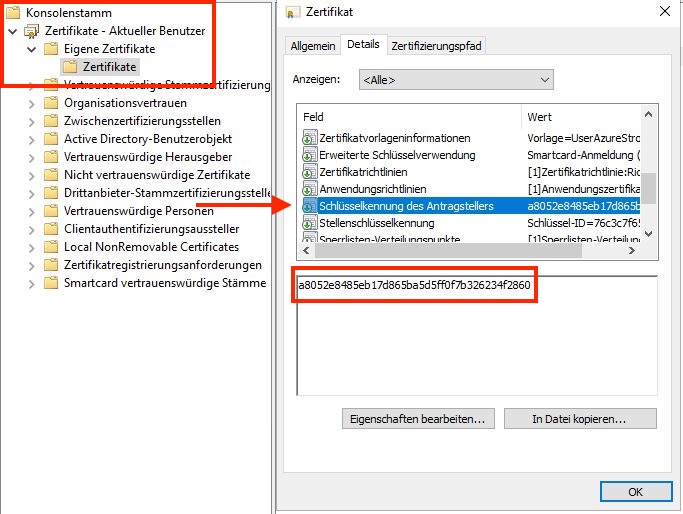 Konsolenstamm
Zertifikate - Aktueller Benutzer
Eigene Zertifikate
Zertifikate
Vertrauenswürdige Stammzertifizierung
Organisationsvertrauen
Zwischenzertifizierungsstellen
Active Directory-Benutzerobjekt
Vertrauenswürdige Herausgeber
Nicht vertrauenswürdige Zertifikate
Drittanbieter-Stammzertifizierungsstelle
Vertrauenswürdige Personen
Clientauthentifizierungsaussteller
Local NonRemovable Certificates
Zertifikatregistrierungsanforderungen
Smartcard vertrauenswürdige Stämme
Zertifikat
Allgemein Details Zertifizierungspfad
Anzeigen: <Alle>
Feld Wert
Zertifikatvorlageninformationen Vorlage=UserAzureStro
Erweiterte Schlüsselverwendung Smartcard-Anmeldung (
Zertifikatrichtlinien [1]Zertifikatrichtlinie:Ric
Anwendungsrichtlinien [1]Anwendungszertifika
Schlüsselkennung des Antragstellers a8052e8485eb17d865b
Stellenschlüsselkennung Schlüssel-ID=76c3c7f65
Sperrlisten-Verteilungspunkte [1]Sperrlisten-Verteilun
a8052e8485eb17d865ba5d5ff0f7b326234f2860
Eigenschaften bearbeiten... In Datei kopieren...
OK